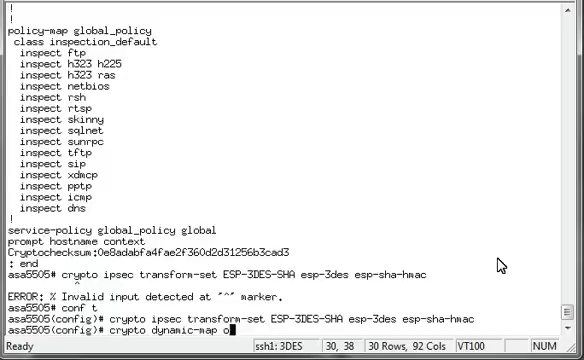 !
!
policy-map global_policy
class inspection_default
inspect ftp
inspect h323 h225
inspect h323 ras
inspect netbios
inspect rsh
inspect rtsp
inspect skinny
inspect sqlnet
inspect sunrpc
inspect tftp
inspect sip
inspect xdmcp
inspect pptp
inspect icmp
inspect dns
!
service-policy global_policy global
prompt hostname context
Cryptochecksum:0e8adabfa4fae2f360d2d31256b3cad3
: end
asa5505# crypto ipsec transform-set ESP-3DES-SHA esp-3des esp-sha-hmac
^
ERROR: % Invalid input detected at '^' marker.
asa5505# conf t
asa5505(config)# crypto ipsec transform-set ESP-3DES-SHA esp-3des esp-sha-hmac
asa5505(config)# crypto dynamic-map o
Ready ssh1: 3DES 30, 38 30 Rows, 92 Cols VT100 NUM